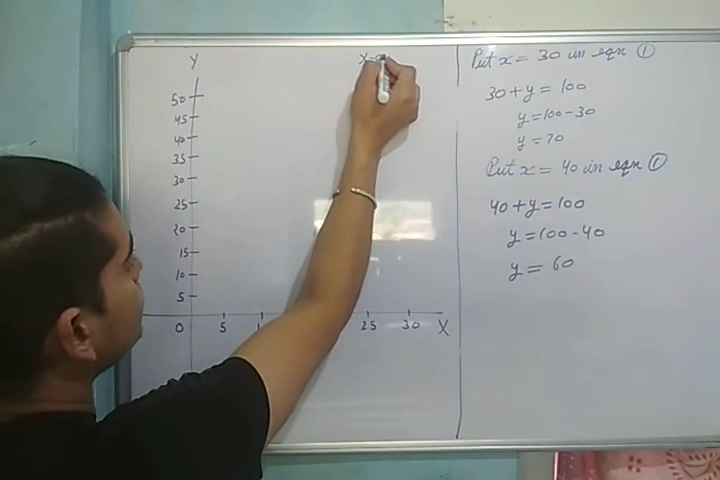 Y
X-a
50
45
40
35
30
25
20
15
10
5
0 5 1 25 30 X
Put x = 30 in eqn ①
30 + y = 100
y = 100 - 30
y = 70
Put x = 40 in eqn ①
40 + y = 100
y = 100 - 40
y = 60